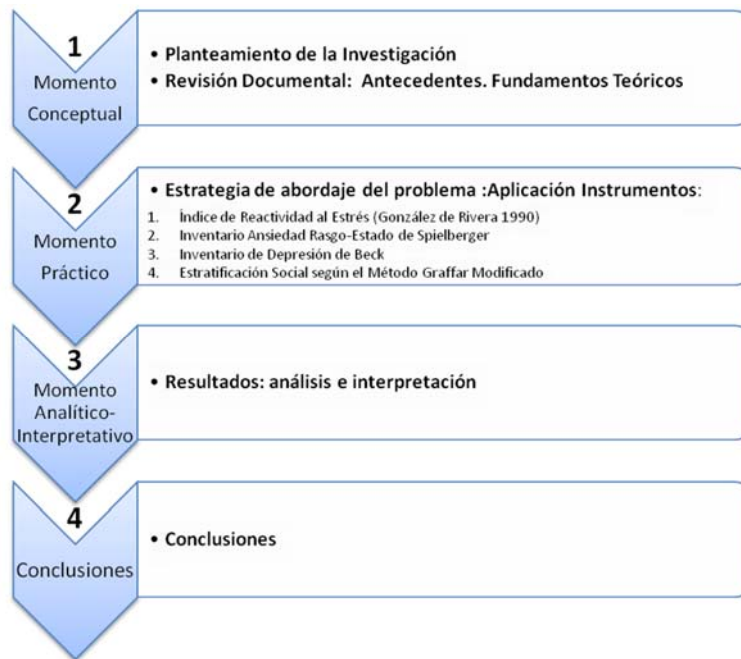 1
Momento
Conceptual
• Planteamiento de la Investigación
• Revisión Documental: Antecedentes. Fundamentos Teóricos
2
Momento
Práctico
• Estrategia de abordaje del problema :Aplicación Instrumentos:
1. Índice de Reactividad al Estrés (González de Rivera 1990)
2. Inventario Ansiedad Rasgo-Estado de Spielberger
3. Inventario de Depresión de Beck
4. Estratificación Social según el Método Graffar Modificado
3
Momento
Analítico-
Interpretativo
• Resultados: análisis e interpretación
4
Conclusiones
• Conclusiones